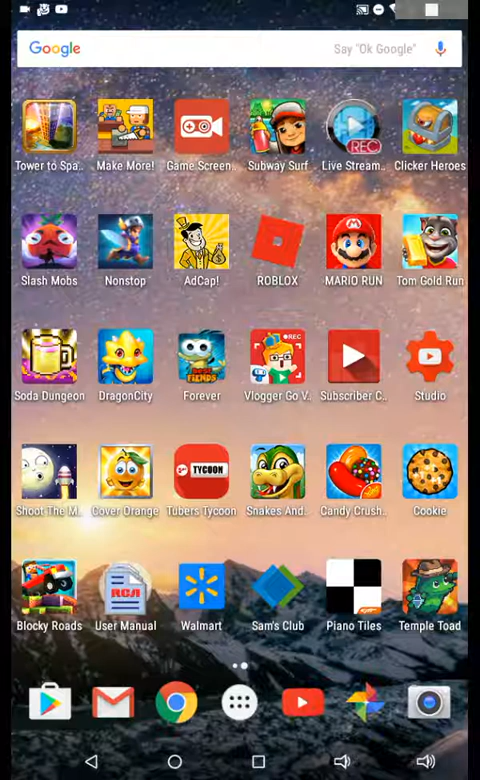 Google Say "Ok Google"
REC
Tower to Spa.. Make More! Game Screen.. Subway Surf Live Stream.. Clicker Heroes
Slash Mobs Nonstop AdCap! ROBLOX MARIO RUN Tom Gold Run
REC
BEST FIENDS
Soda Dungeon DragonCity Forever Vlogger Go V.. Subscriber C.. Studio
TYCOON
Shoot The M.. Cover Orange Tubers Tycoon Snakes And.. Candy Crush.. Cookie
RCA
Blocky Roads User Manual Walmart Sam's Club Piano Tiles Temple Toad